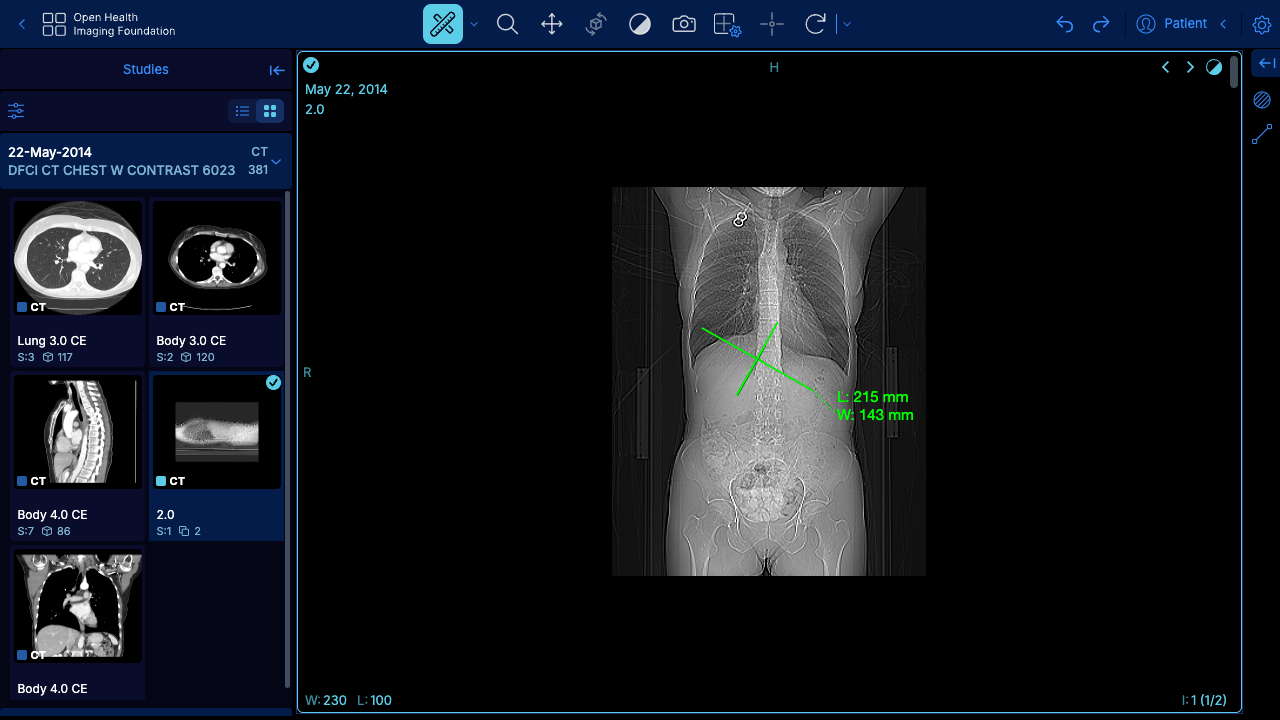 Open Health
Imaging Foundation
Patient
Studies
22-May-2014
CT
DFCI CT CHEST W CONTRAST 6023
381
CT
Lung 3.0 CE
S:3 117
CT
Body 3.0 CE
S:2 120
CT
Body 4.0 CE
S:7 86
CT
2.0
S:1 2
CT
Body 4.0 CE
H
May 22, 2014
2.0
R
L: 215 mm
W: 143 mm
W: 230 L: 100
I: 1 (1/2)